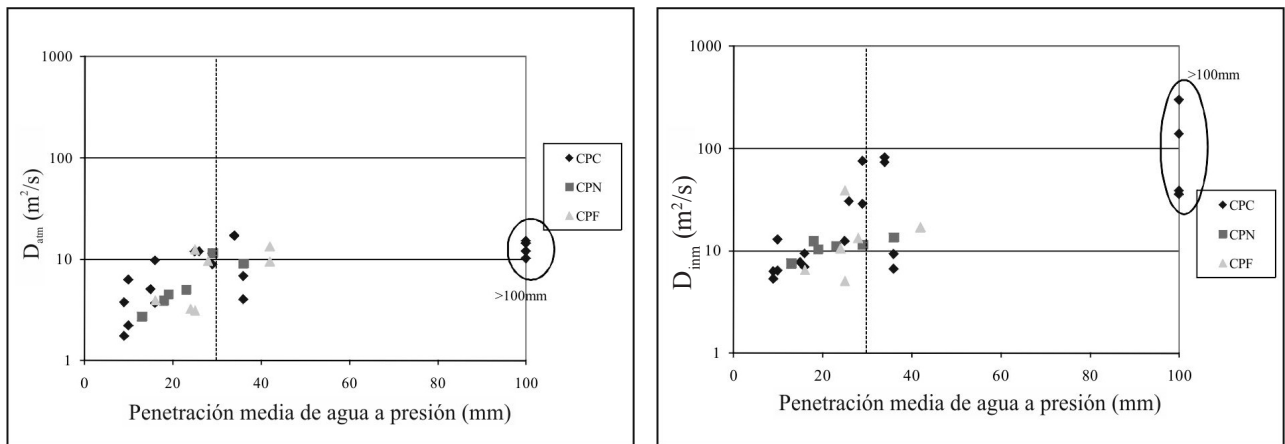 1000
100
10
1
0
20
40
60
80
100
D_atm (m²/s)
Penetración media de agua a presión (mm)
CPC
CPN
CPF
>100mm
1000
100
10
1
0
20
40
60
80
100
D_inm (m²/s)
Penetración media de agua a presión (mm)
>100mm
CPC
CPN
CPF